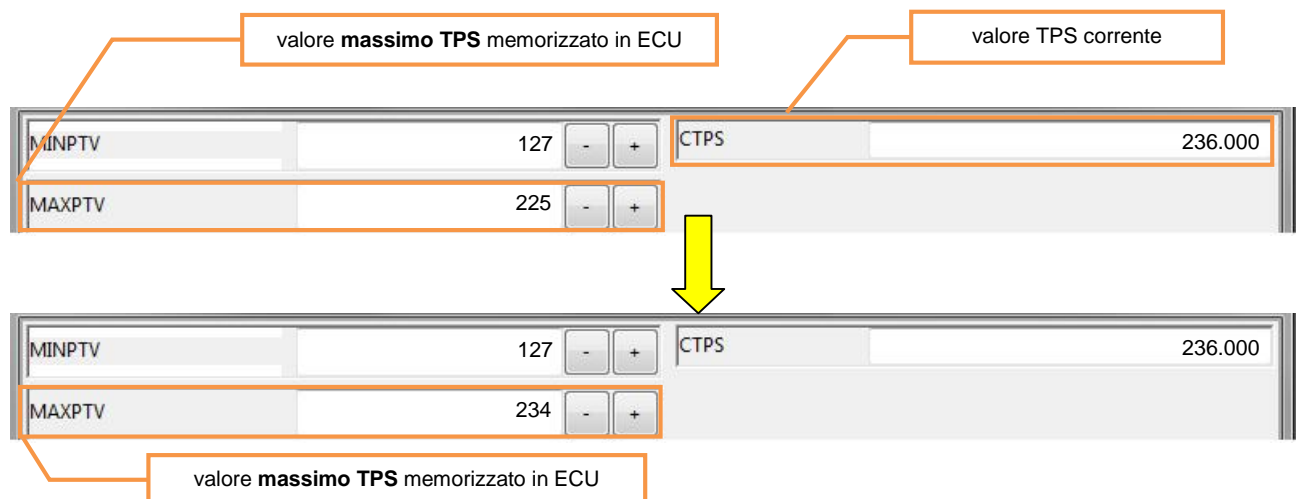 valore massimo TPS memorizzato in ECU
valore TPS corrente
MINPTV 127 - + CTPS 236.000
MAXPTV 225 - +
MINPTV 127 - + CTPS 236.000
MAXPTV 234 - +
valore massimo TPS memorizzato in ECU